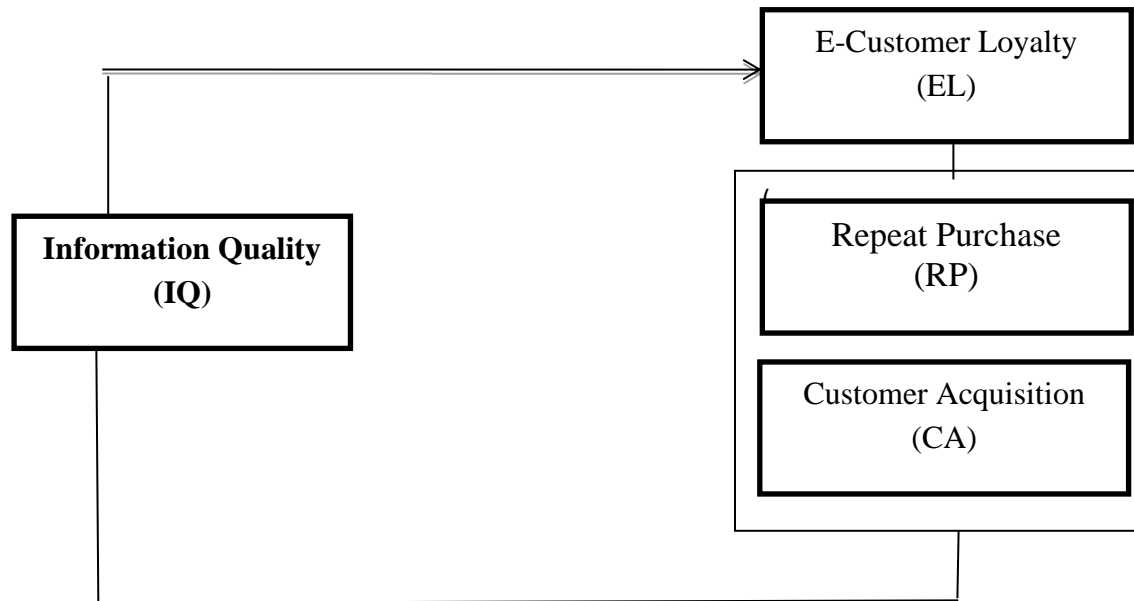 E-Customer Loyalty
(EL)
Information Quality
(IQ)
(
Repeat Purchase
(RP)
Customer Acquisition
(CA)